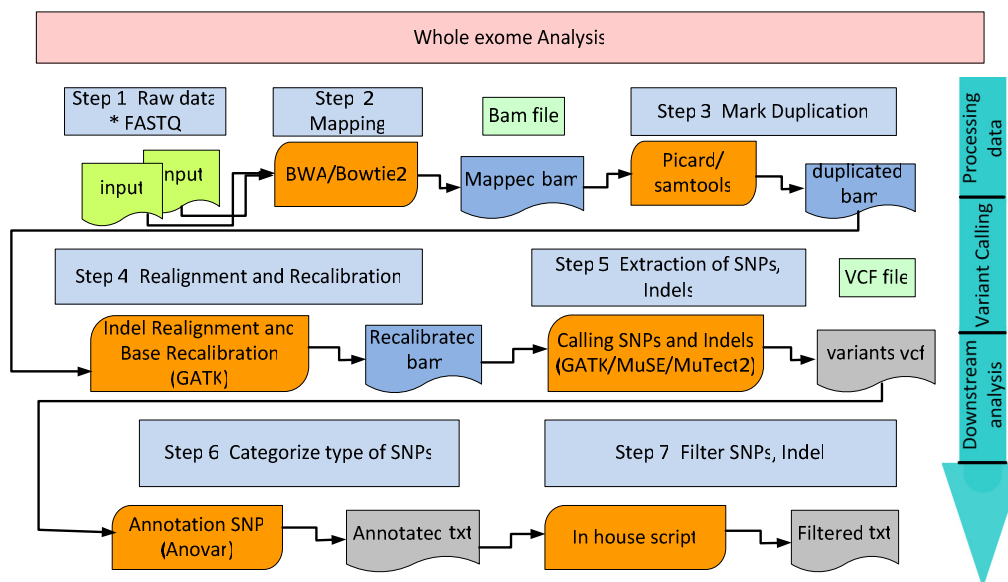 Whole exome Analysis
Step 1 Raw data
* FASTQ
Step 2
Mapping
Bam file
Step 3 Mark Duplication
input
input
BWA/Bowtie2
Mappec bam
Picard/
samtools
duplicated
bam
Processing
data
Step 4 Realignment and Recalibration
Step 5 Extraction of SNPs,
Indels
VCF file
Variant Calling
Indel Realignment and
Base Recalibration
(GATK)
Recalibratec
bam
Calling SNPs and Indels
(GATK/MuSE/MuTect2)
variants vcf
Downstream
analysis
Step 6 Categorize type of SNPs
Step 7 Filter SNPs, Indel
Annotation SNP
(Anovar)
Annotatec txt
In house script
Filtered txt